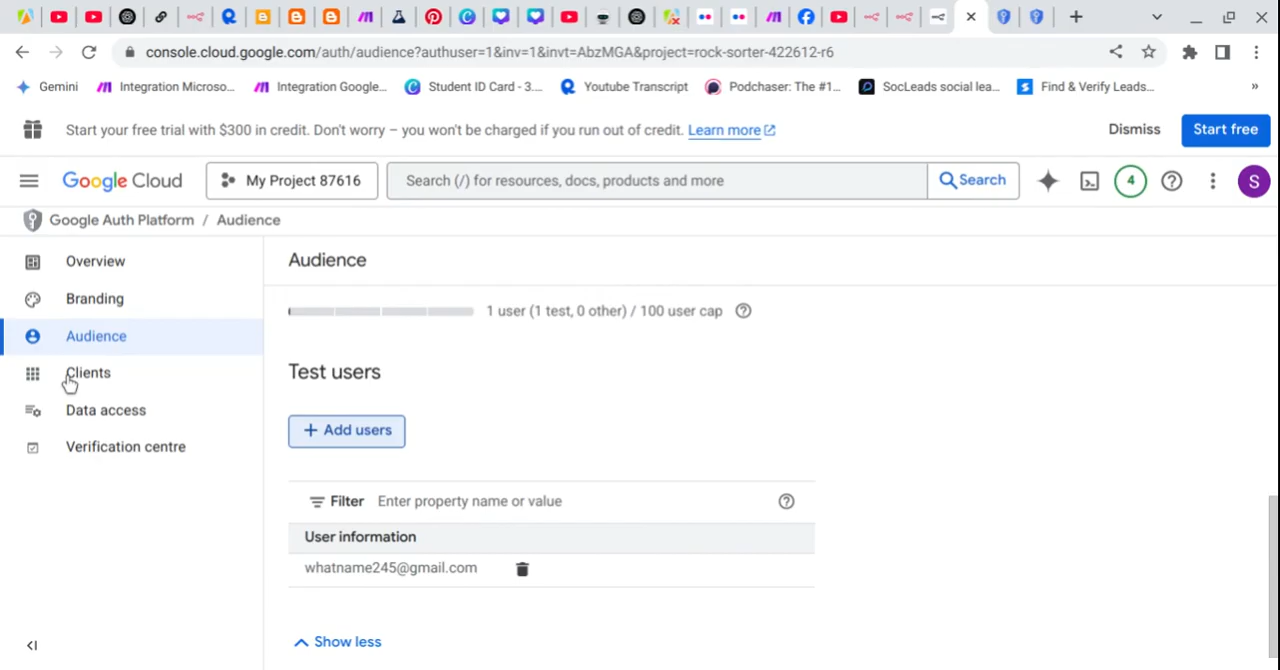 console.cloud.google.com/auth/audience?authuser=1&inv=1&invt=AbzMGA&project=rock-sorter-422612-r6
Gemini
Integration Microso...
Integration Google...
Student ID Card - 3....
Youtube Transcript
Podchaser: The #1...
SocLeads social lea...
Find & Verify Leads...
»
Start your free trial with $300 in credit. Don't worry – you won't be charged if you run out of credit. Learn more
Dismiss
Start free
Google Cloud
My Project 87616
Search (/) for resources, docs, products and more
Search
4
S
Google Auth Platform / Audience
Overview
Branding
Audience
Clients
Data access
Verification centre
Audience
1 user (1 test, 0 other) / 100 user cap
Test users
+ Add users
Filter Enter property name or value
User information
whatname245@gmail.com
Show less